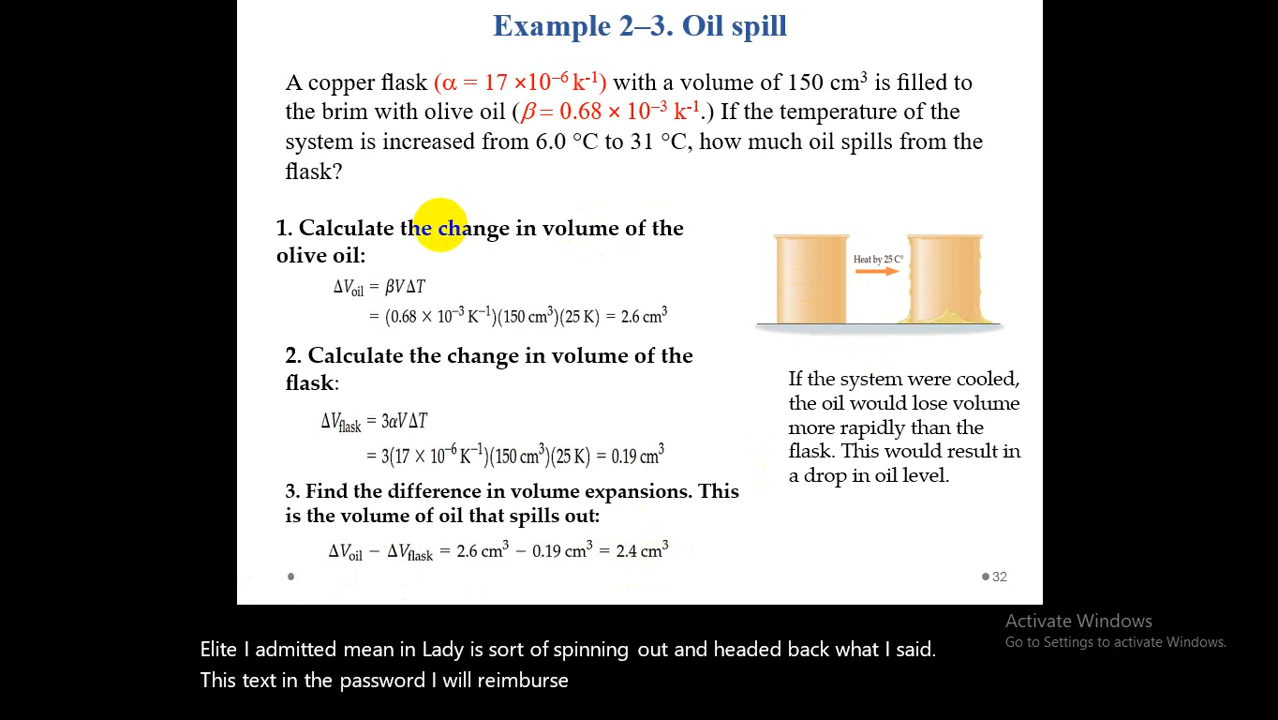 Example 2–3. Oil spill
A copper flask (α = 17 ×10⁻⁶ k⁻¹) with a volume of 150 cm³ is filled to
the brim with olive oil (β = 0.68 × 10⁻³ k⁻¹.) If the temperature of the
system is increased from 6.0 °C to 31 °C, how much oil spills from the
flask?
1. Calculate the change in volume of the
olive oil:
ΔV_oil = βVΔT
= (0.68 × 10⁻³ K⁻¹)(150 cm³)(25 K) = 2.6 cm³
2. Calculate the change in volume of the
flask:
ΔV_flask = 3αVΔT
= 3(17 × 10⁻⁶ K⁻¹)(150 cm³)(25 K) = 0.19 cm³
3. Find the difference in volume expansions. This
is the volume of oil that spills out:
ΔV_oil − ΔV_flask = 2.6 cm³ − 0.19 cm³ = 2.4 cm³
Heat by 25 C°
If the system were cooled,
the oil would lose volume
more rapidly than the
flask. This would result in
a drop in oil level.
• 32
Elite I admitted mean in Lady is sort of spinning out and headed back what I said.
This text in the password I will reimburse
Activate Windows
Go to Settings to activate Windows.